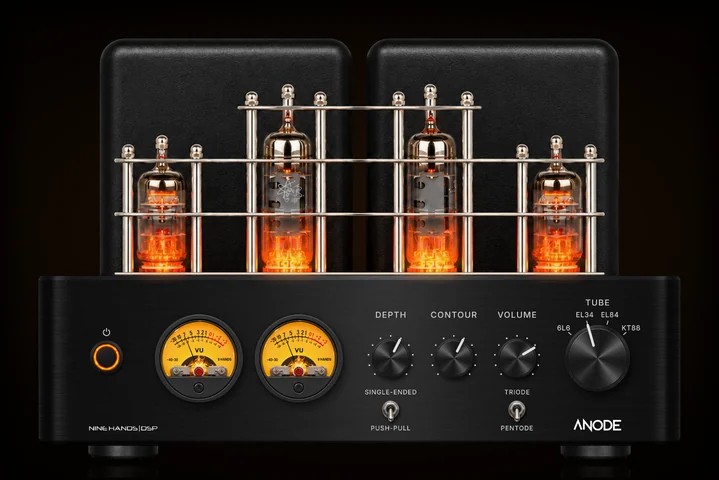 TUBE
DEPTH CONTOUR VOLUME
EL34 EL84
6L6 KT88
VU VU
SINGLE-ENDED TRIODE
PUSH-PULL PENTODE
NINE HANDS|DSP
ANODE